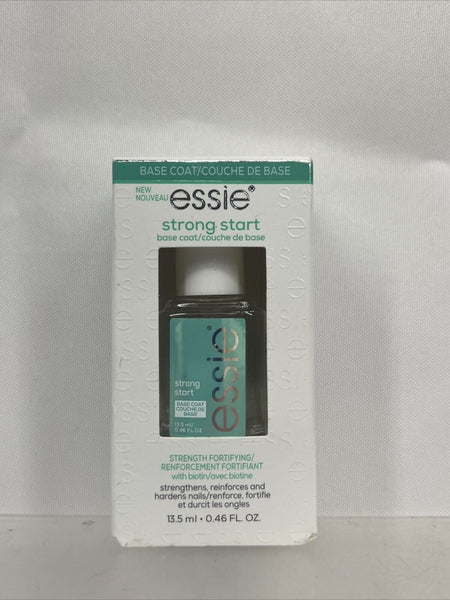 BASE COAT/COUCHE DE BASE
NEW
NOUVEAU
essie®
strong start
base coat/couche de base
essie®
strong
start
BASE COAT
COUCHE DE
BASE
13.5 ml/
0.46 FL OZ
STRENGTH FORTIFYING/
RENFORCEMENT FORTIFIANT
with biotin/avec biotine
strengthens, reinforces and
hardens nails/renforce, fortifie
et durcit les ongles
13.5 ml • 0.46 FL. OZ.